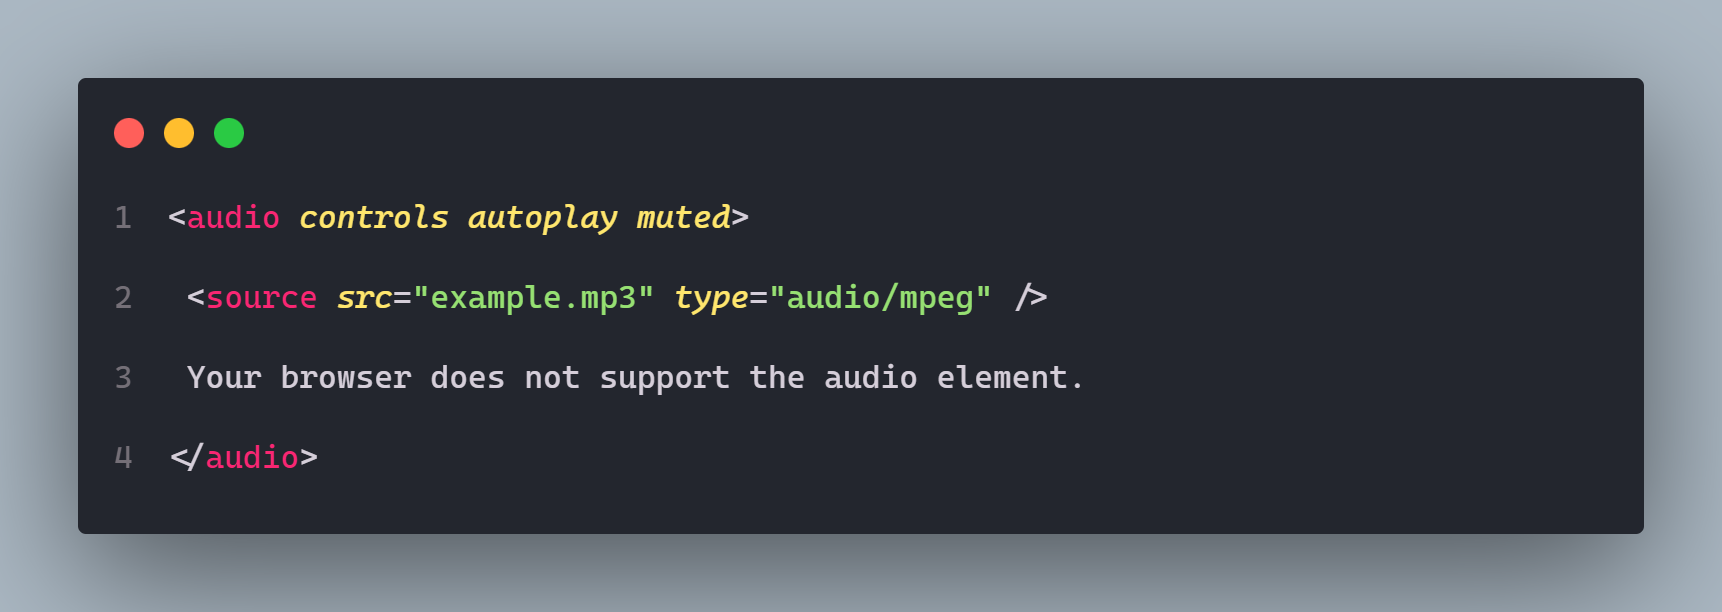 1 <audio controls autoplay muted>
2 <source src="example.mp3" type="audio/mpeg" />
3 Your browser does not support the audio element.
4 </audio>